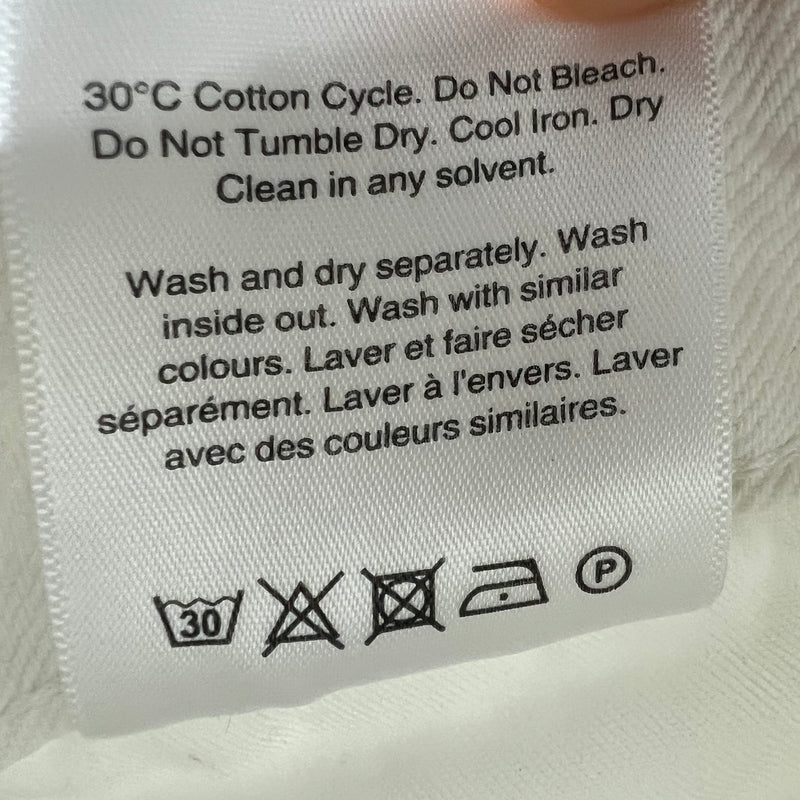 30°C Cotton Cycle. Do Not Bleach.
Do Not Tumble Dry. Cool Iron. Dry
Clean in any solvent.
Wash and dry separately. Wash
inside out. Wash with similar
colours. Laver et faire sécher
séparément. Laver à l'envers. Laver
avec des couleurs similaires.
30 P